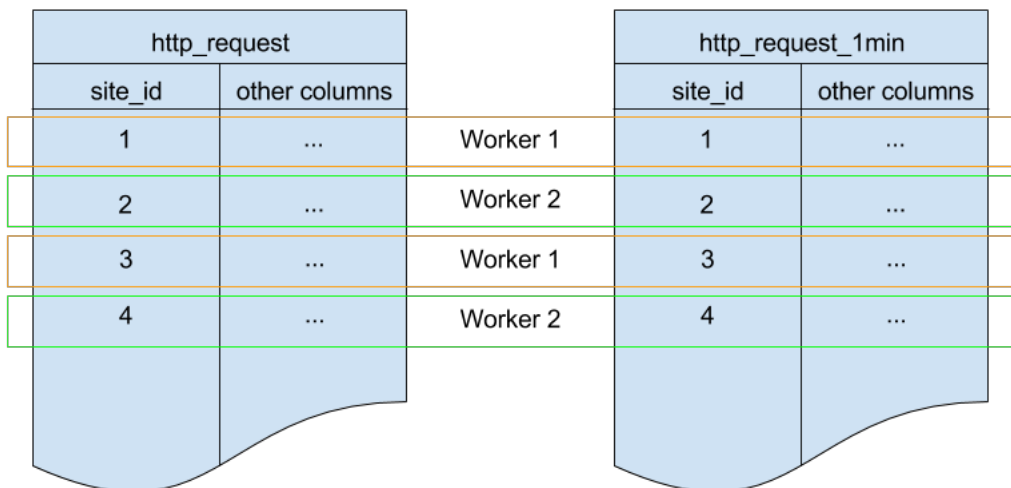 http_request http_request_1min
site_id other columns site_id other columns
1 ... Worker 1 1 ...
2 ... Worker 2 2 ...
3 ... Worker 1 3 ...
4 ... Worker 2 4 ...